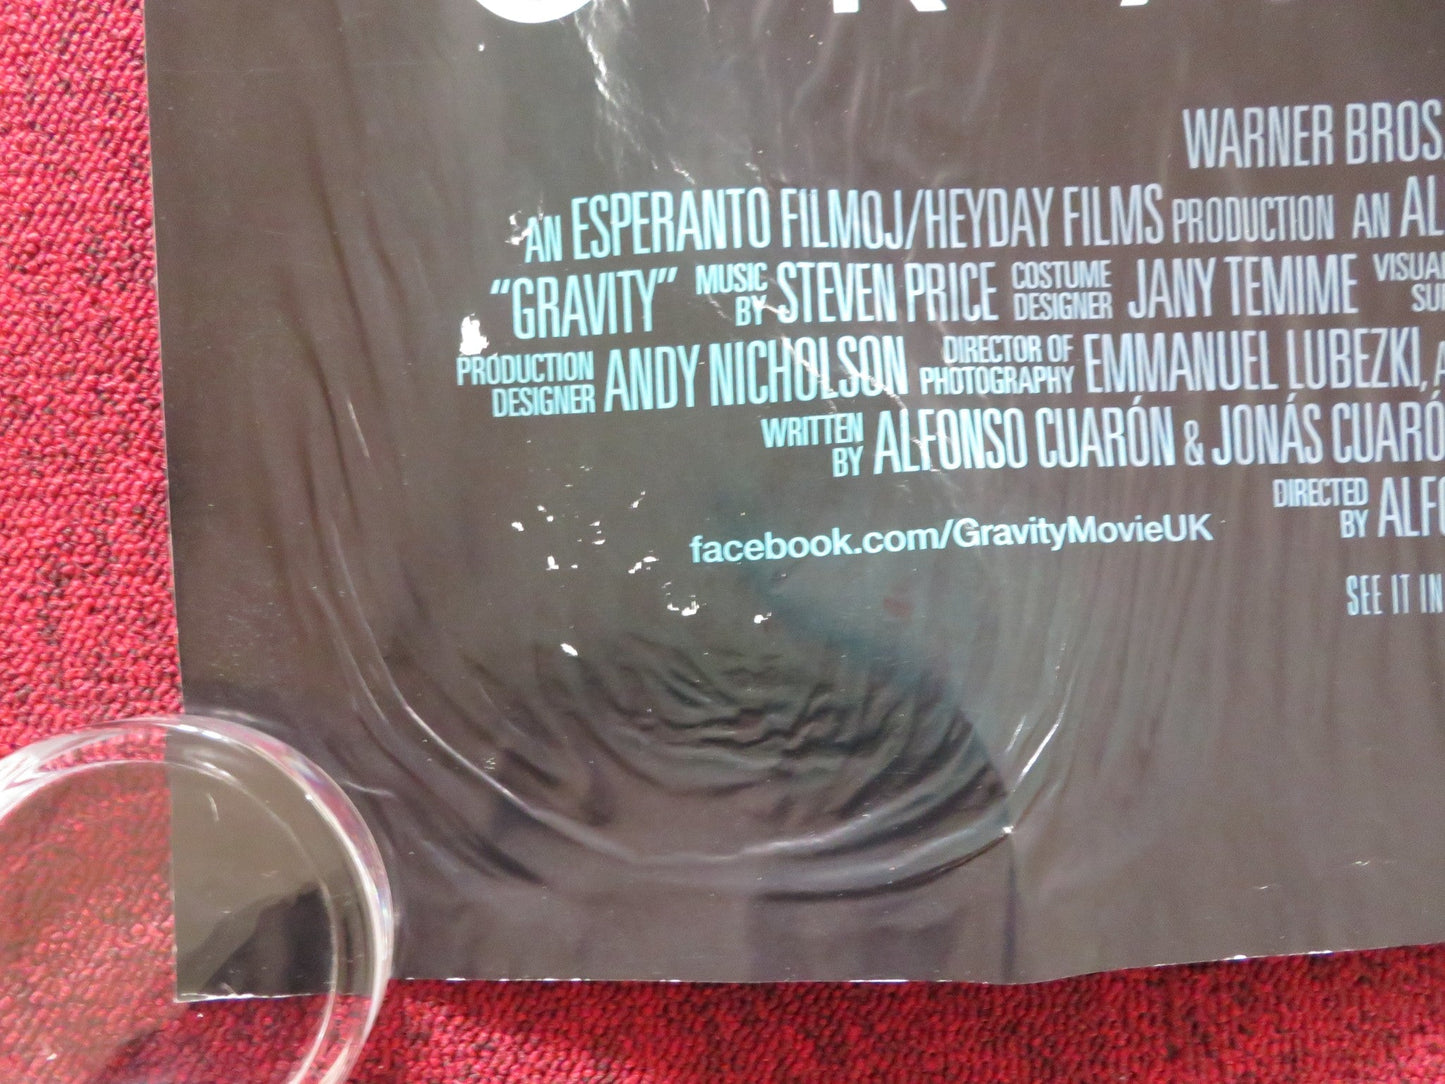 WARNER BROS.
AN ESPERANTO FILMOJ/HEYDAY FILMS PRODUCTION AN
"GRAVITY" MUSIC BY STEVEN PRICE COSTUME DESIGNER JANY TEMIME
PRODUCTION DESIGNER ANDY NICHOLSON DIRECTOR OF PHOTOGRAPHY EMMANUEL LUBEZKI,
WRITTEN BY ALFONSO CUARÓN & JONÁS CUARÓ
DIRECTED BY ALFO
facebook.com/GravityMovieUK
SEE IT IN